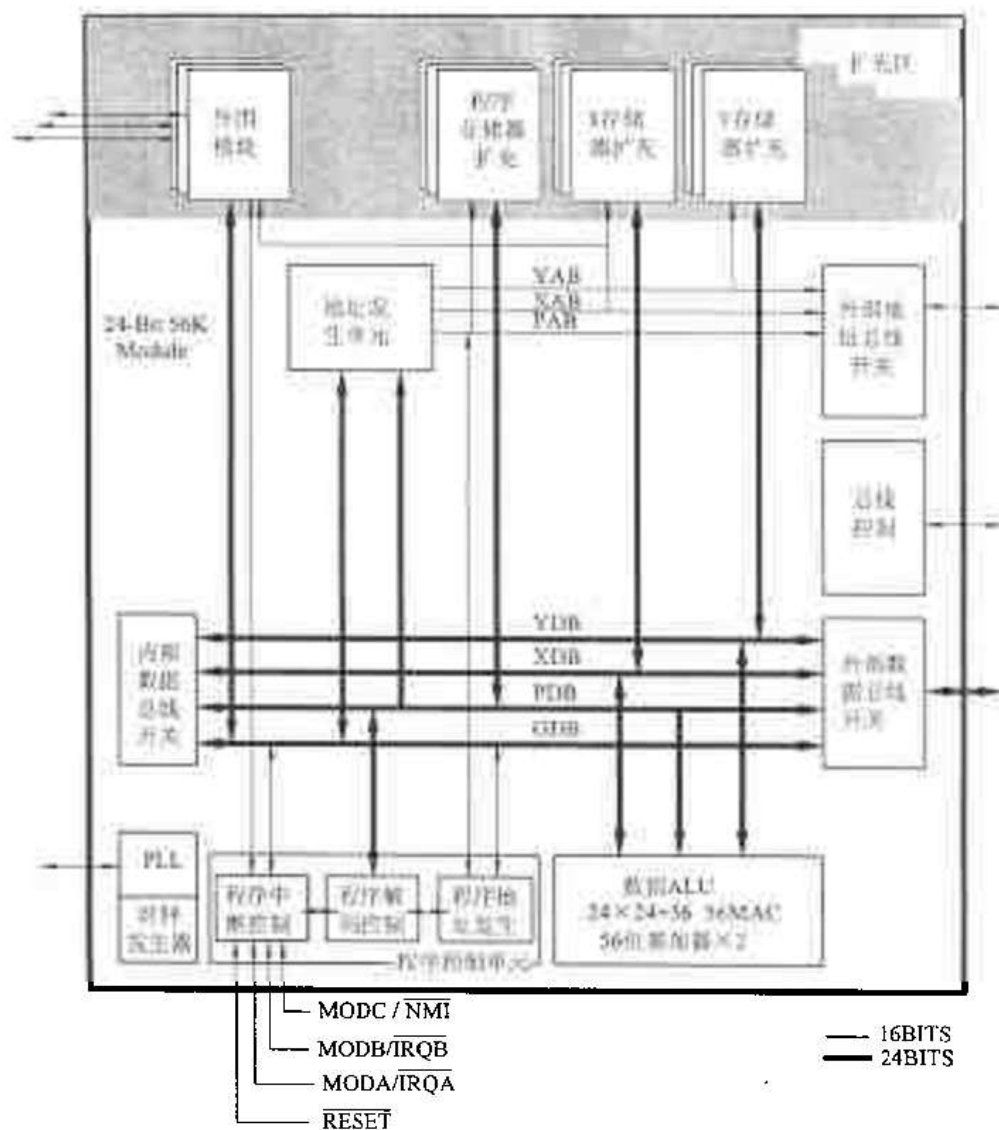 扩充区
外围
模块
程序
存储器
扩充
X存储
器扩充
Y存储
器扩充
24-Bit 56K
Module
地址发
生单元
YAB
XAB
PAB
外部地
址总线
开关
总线
控制
内部
数据
总线
开关
YDB
XDB
PDB
GDB
外部数
据总线
开关
PLL
时钟
发生器
程序中
断控制
程序解
码控制
程序地
址发生
程序控制单元
数据ALU
24×24+56 56MAC
56位累加器×2
MODC / NMI
MODB/IRQB
MODA/IRQA
RESET
16BITS
24BITS